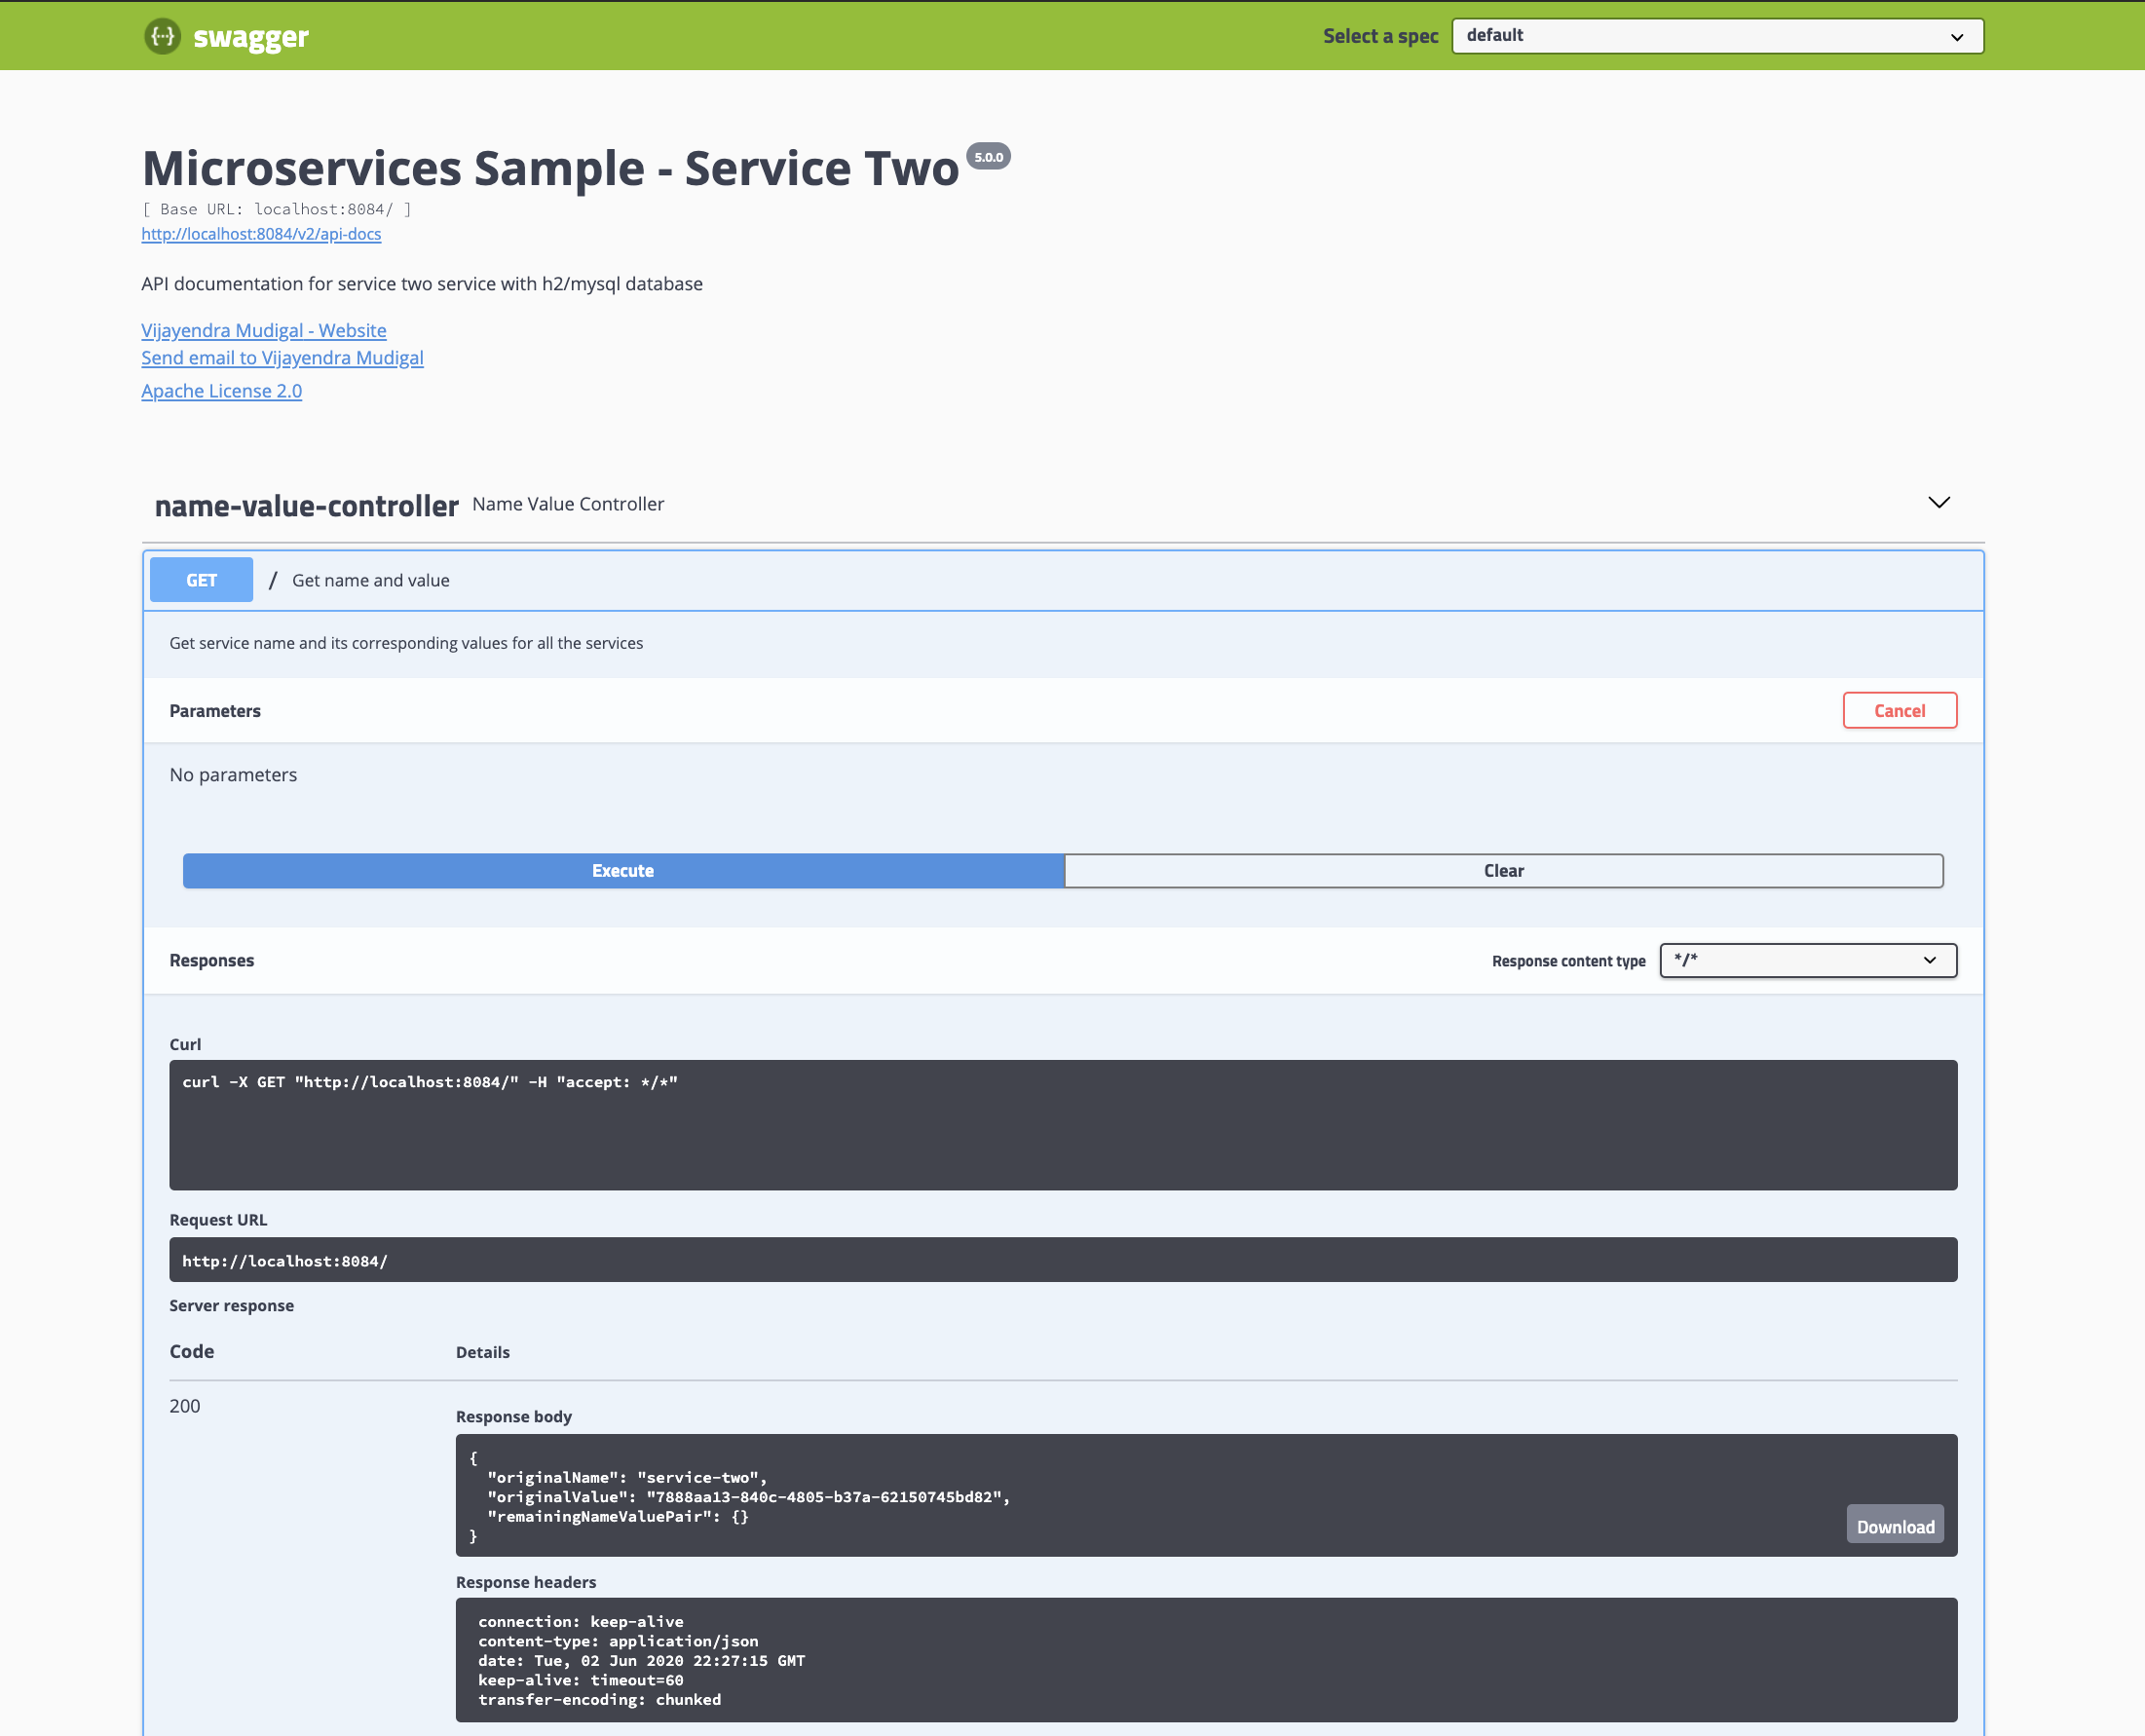 {...} swagger Select a spec default
Microservices Sample - Service Two 5.0.0
[ Base URL: localhost:8084/ ]
http://localhost:8084/v2/api-docs
API documentation for service two service with h2/mysql database
Vijayendra Mudigal - Website
Send email to Vijayendra Mudigal
Apache License 2.0
name-value-controller Name Value Controller
GET / Get name and value
Get service name and its corresponding values for all the services
Parameters Cancel
No parameters
Execute Clear
Responses Response content type */*
Curl
curl -X GET "http://localhost:8084/" -H "accept: */*"
Request URL
http://localhost:8084/
Server response
Code Details
200
Response body
{
"originalName": "service-two",
"originalValue": "7888aa13-840c-4805-b37a-62150745bd82",
"remainingNameValuePair": {}
}
Download
Response headers
connection: keep-alive
content-type: application/json
date: Tue, 02 Jun 2020 22:27:15 GMT
keep-alive: timeout=60
transfer-encoding: chunked